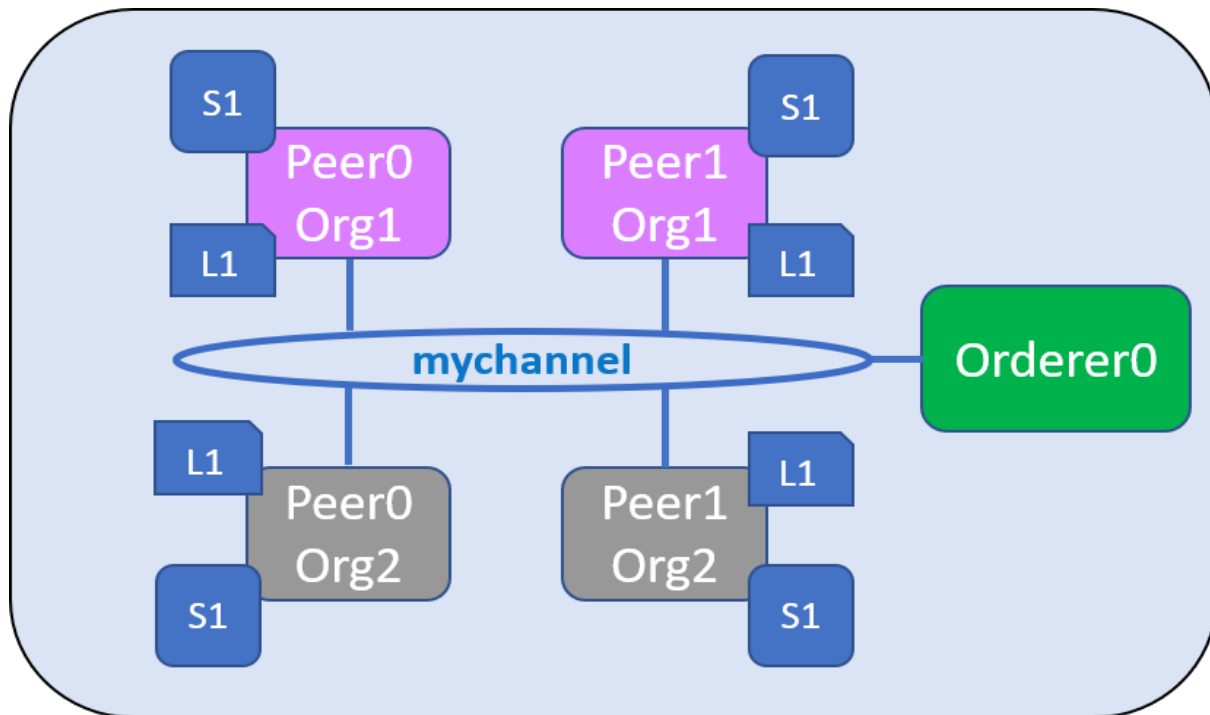 S1
S1
Peer0
Org1
Peer1
Org1
L1
L1
mychannel
Orderer0
L1
L1
Peer0
Org2
Peer1
Org2
S1
S1